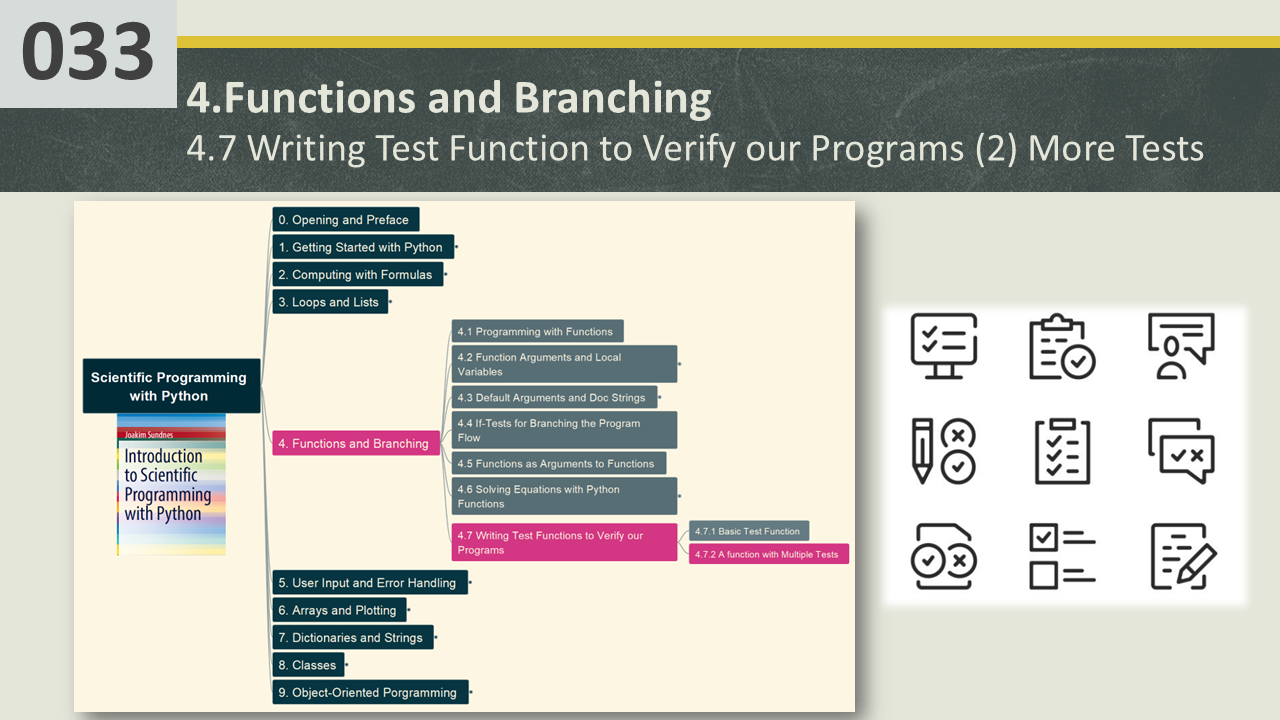 033
4.Functions and Branching
4.7 Writing Test Function to Verify our Programs (2) More Tests
Scientific Programming
with Python
Joakim Sundnes
Introduction
to Scientific
Programming
with Python
0. Opening and Preface
1. Getting Started with Python
2. Computing with Formulas
3. Loops and Lists
4. Functions and Branching
4.1 Programming with Functions
4.2 Function Arguments and Local
Variables
4.3 Default Arguments and Doc Strings
4.4 If-Tests for Branching the Program
Flow
4.5 Functions as Arguments to Functions
4.6 Solving Equations with Python
Functions
4.7 Writing Test Functions to Verify our
Programs
4.7.1 Basic Test Function
4.7.2 A function with Multiple Tests
5. User Input and Error Handling
6. Arrays and Plotting
7. Dictionaries and Strings
8. Classes
9. Object-Oriented Porgramming